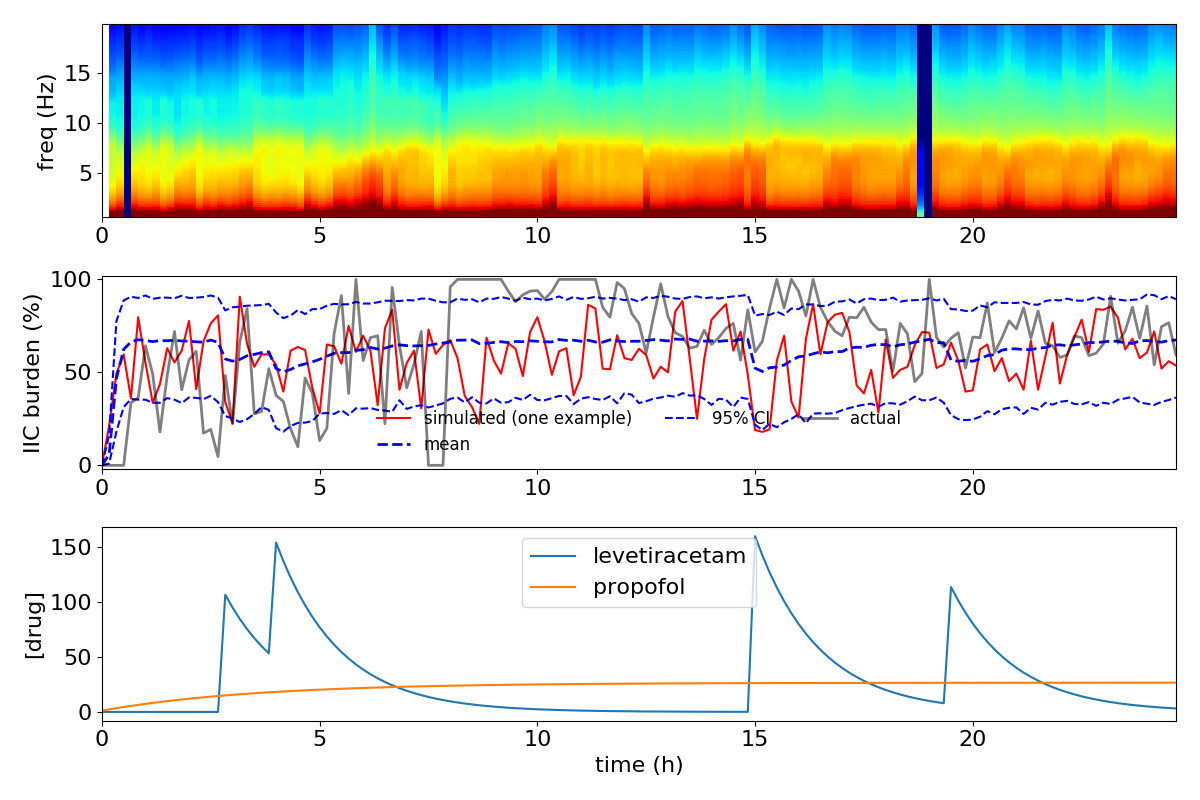 freq (Hz)
15
10
5
0 5 10 15 20
IIC burden (%)
100
50
0
simulated (one example) 95% CI actual
mean
0 5 10 15 20
[drug]
150
100
50
0
levetiracetam
propofol
0 5 10 15 20
time (h)